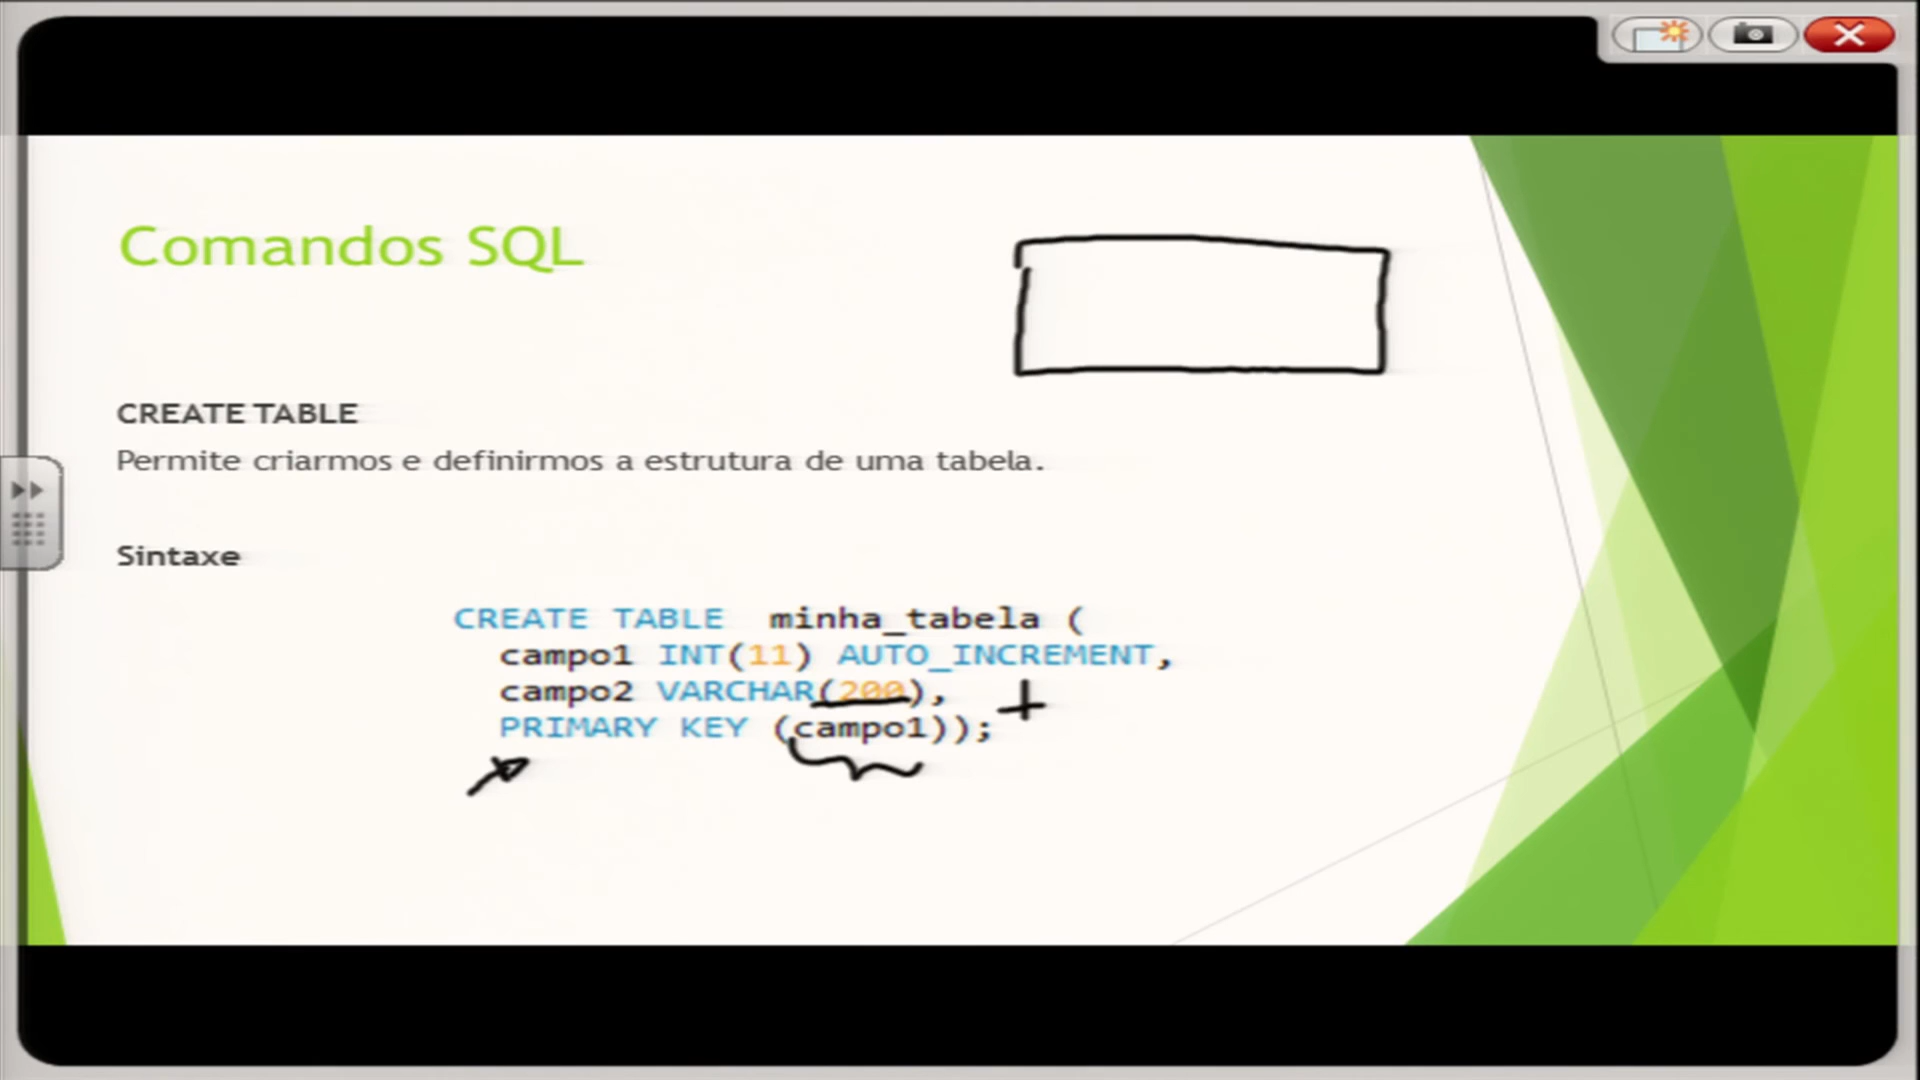 Comandos SQL
CREATE TABLE
Permite criarmos e definirmos a estrutura de uma tabela.
Sintaxe
CREATE TABLE minha_tabela (
campo1 INT(11) AUTO_INCREMENT,
campo2 VARCHAR(200),
PRIMARY KEY (campo1));